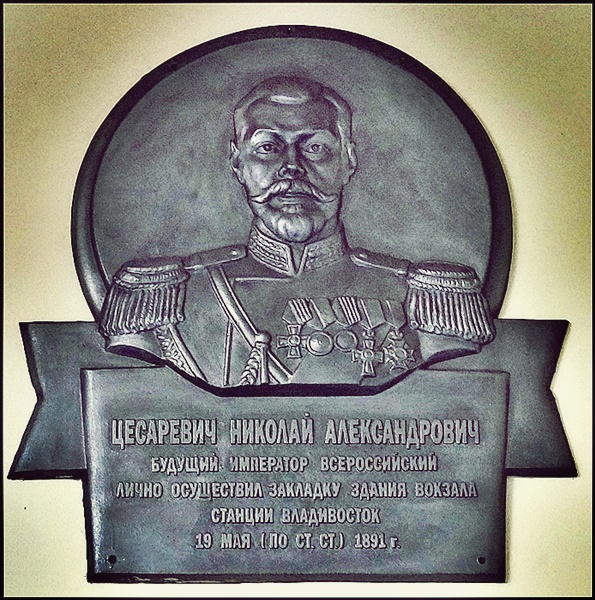 ЦЕСАРЕВИЧ НИКОЛАЙ АЛЕКСАНДРОВИЧ
БУДУЩИЙ ИМПЕРАТОР ВСЕРОССИЙСКИЙ
ЛИЧНО ОСУЩЕСТВИЛ ЗАКЛАДКУ ЗДАНИЯ ВОКЗАЛА
СТАНЦИИ ВЛАДИВОСТОК
19 МАЯ (ПО СТ. СТ.) 1891 г.